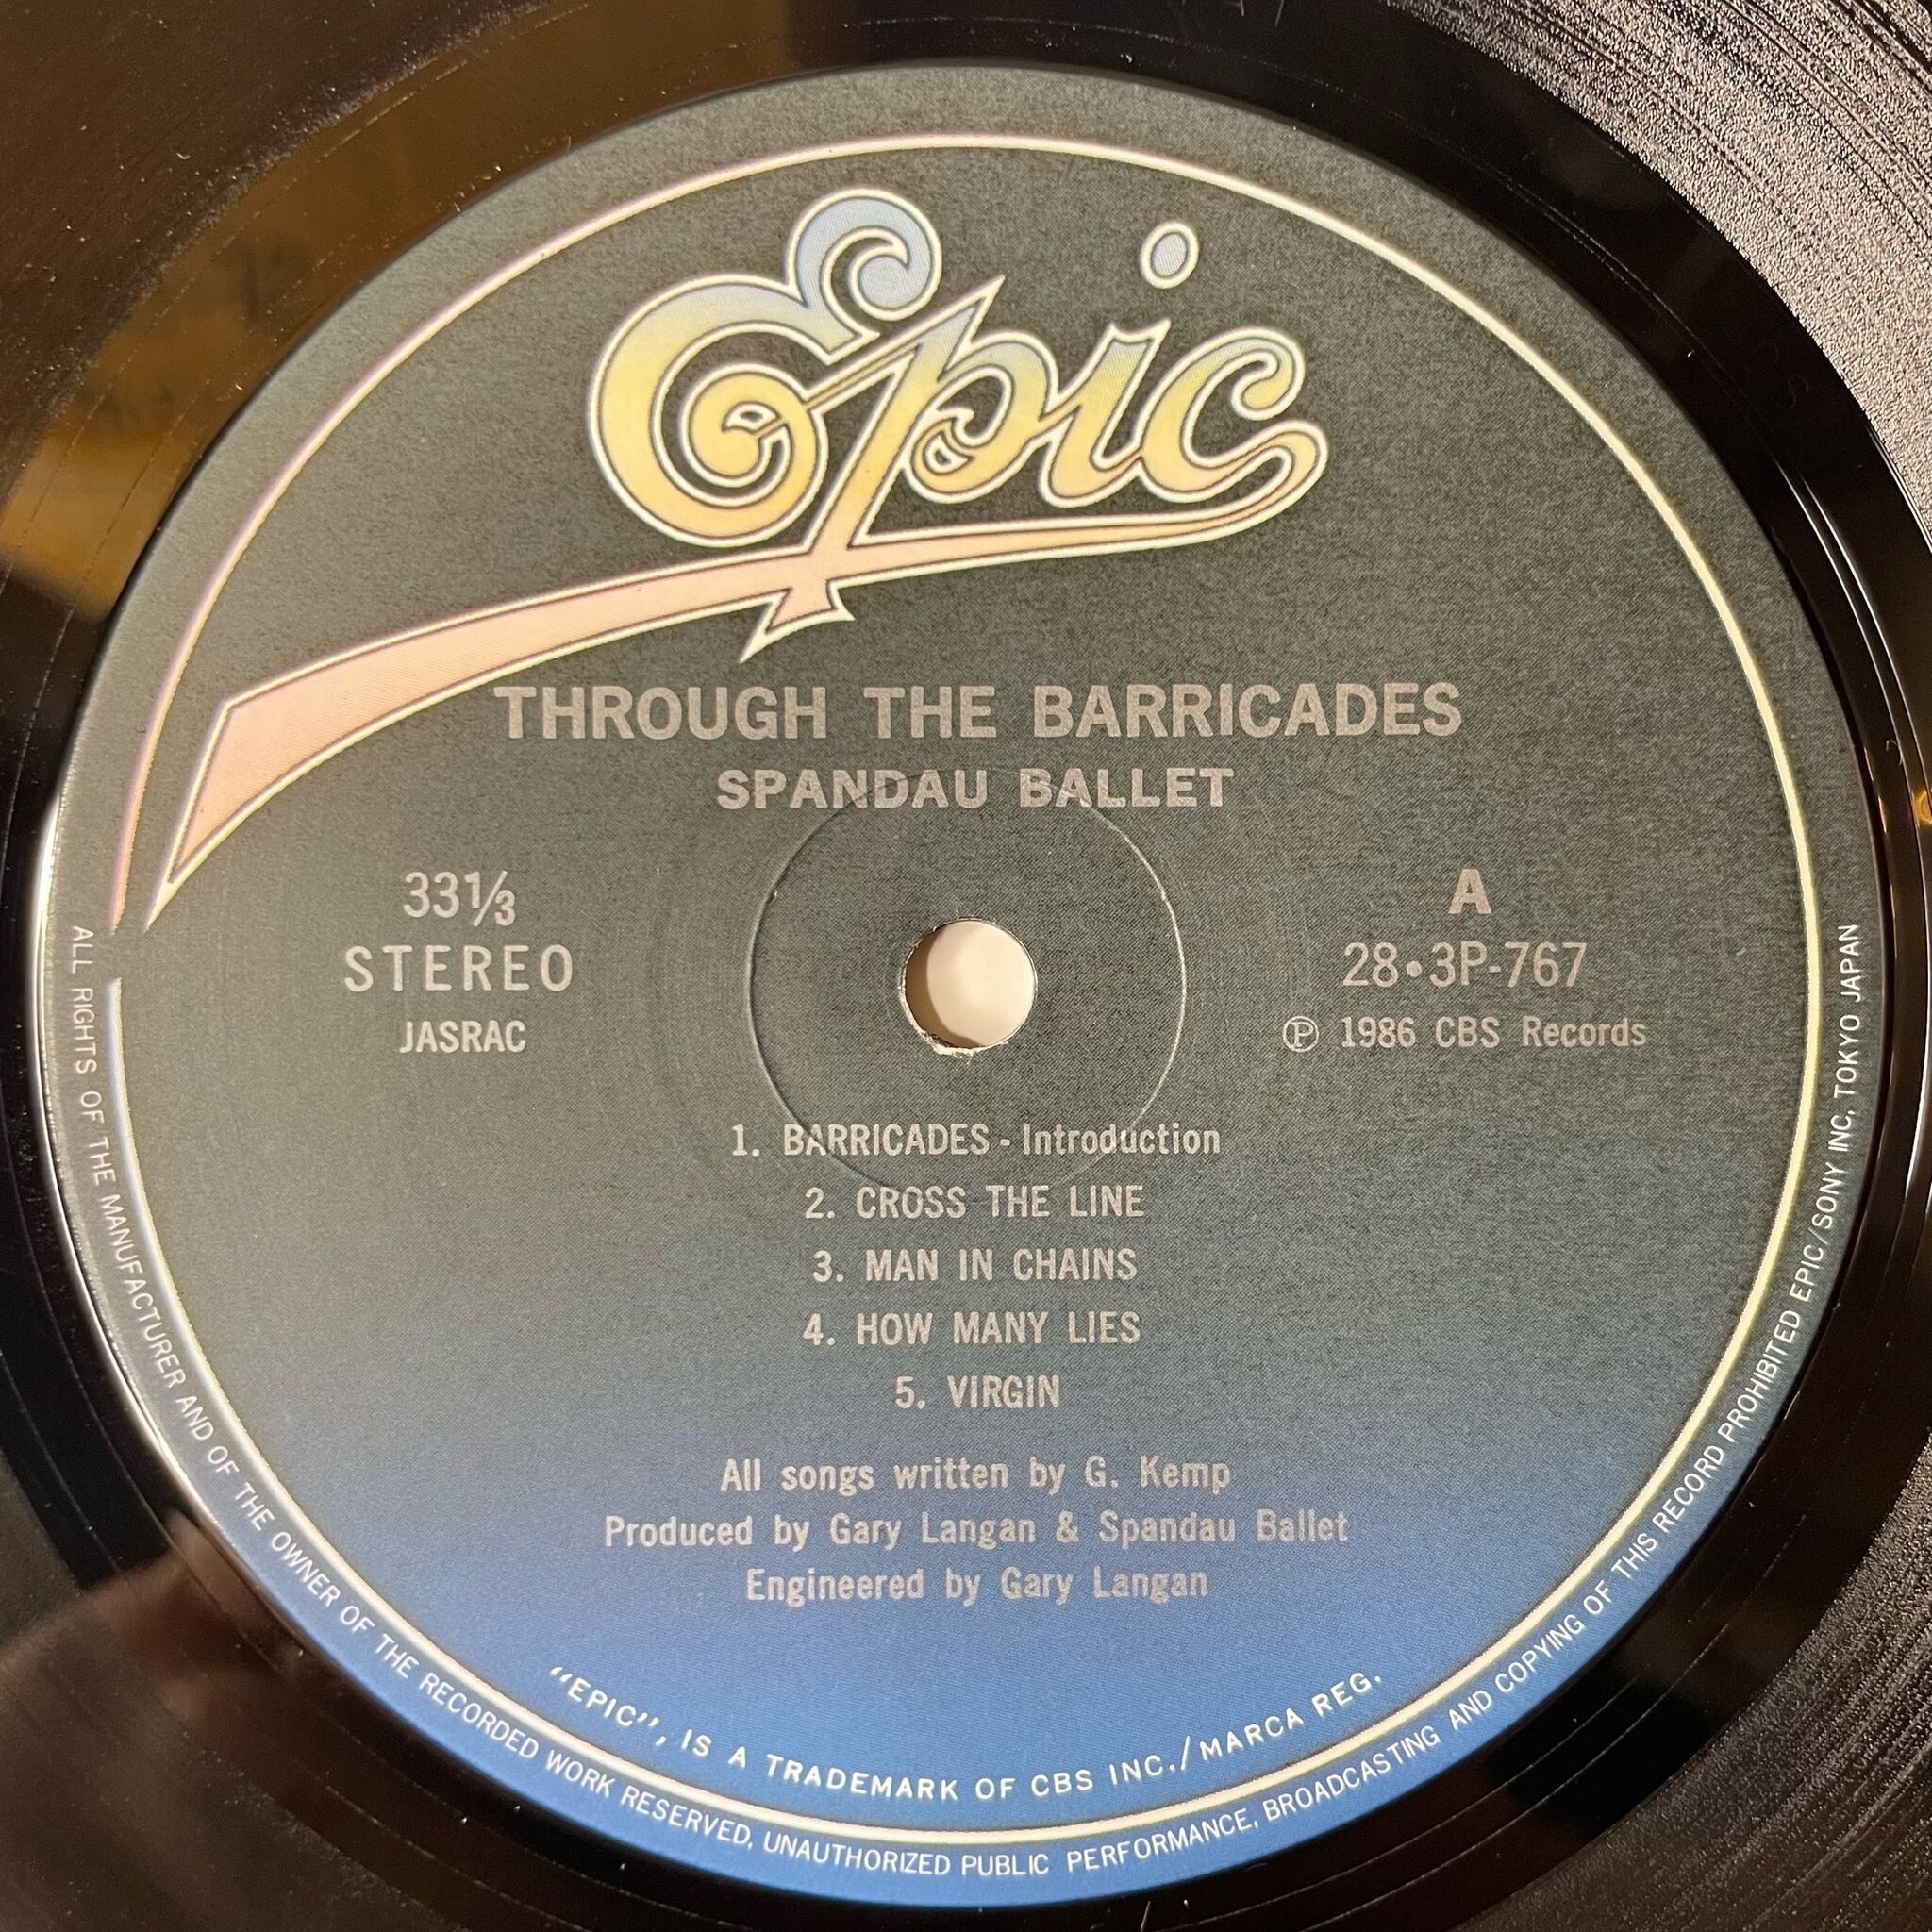 Epic
THROUGH THE BARRICADES
SPANDAU BALLET
33⅓
STEREO
JASRAC
A
28•3P-767
Ⓟ 1986 CBS Records
1. BARRICADES - Introduction
2. CROSS THE LINE
3. MAN IN CHAINS
4. HOW MANY LIES
5. VIRGIN
All songs written by G. Kemp
Produced by Gary Langan & Spandau Ballet
Engineered by Gary Langan
"EPIC", IS A TRADEMARK OF CBS INC./MARCA REG.
ALL RIGHTS OF THE MANUFACTURER AND OF THE OWNER OF THE RECORDED WORK RESERVED. UNAUTHORIZED PUBLIC PERFORMANCE, BROADCASTING AND COPYING OF THIS RECORD PROHIBITED EPIC/SONY INC. TOKYO JAPAN